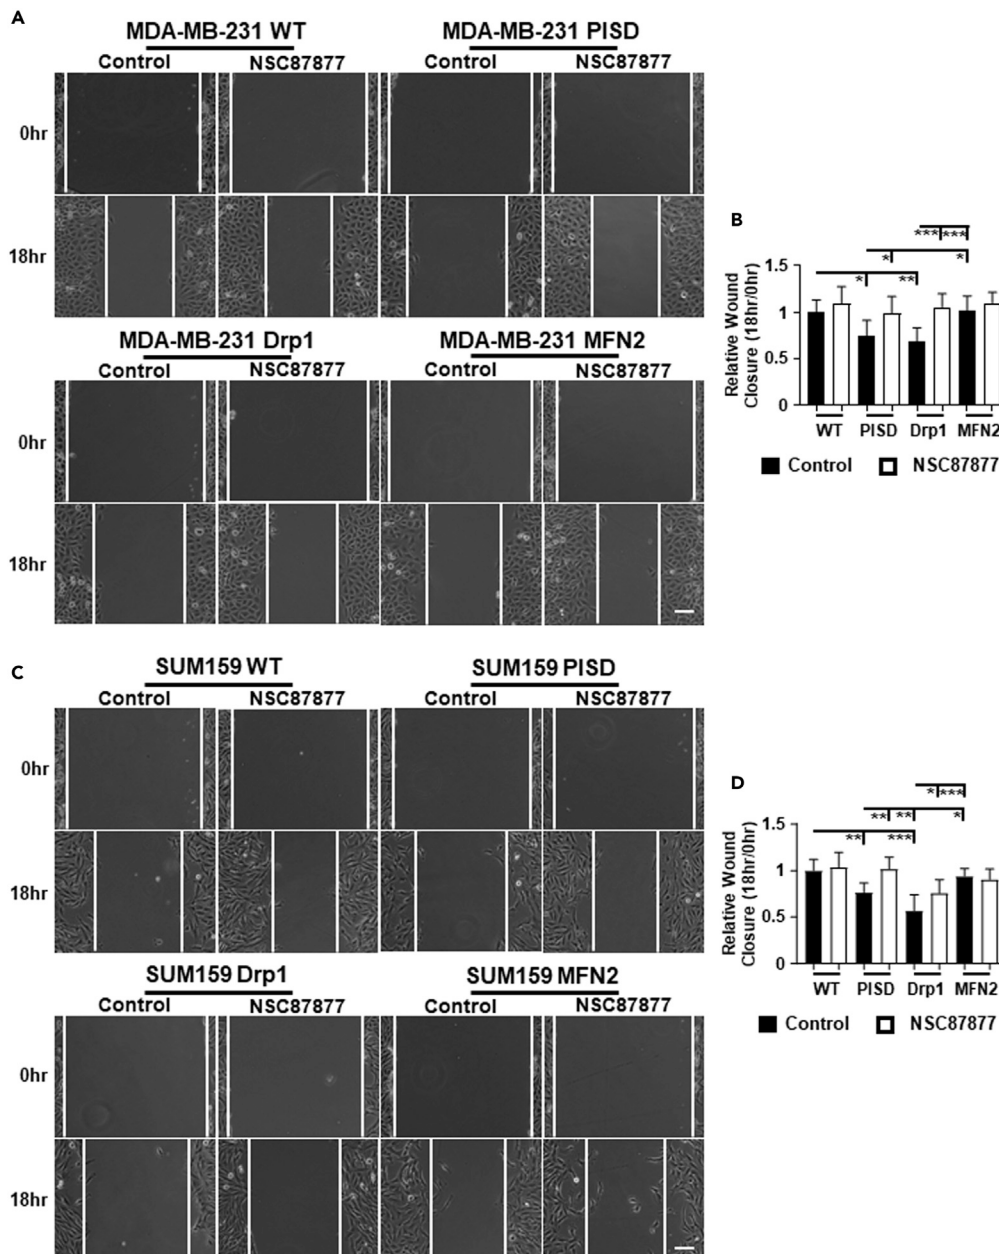 A
MDA-MB-231 WT
MDA-MB-231 PISD
Control
NSC87877
Control
NSC87877
0hr
18hr
MDA-MB-231 Drp1
MDA-MB-231 MFN2
Control
NSC87877
Control
NSC87877
0hr
18hr
B
*** ***
* *
* **
Relative Wound
Closure (18hr/0hr)
1.5
1
0.5
0
WT
PISD
Drp1
MFN2
Control
NSC87877
C
SUM159 WT
SUM159 PISD
Control
NSC87877
Control
NSC87877
0hr
18hr
SUM159 Drp1
SUM159 MFN2
Control
NSC87877
Control
NSC87877
0hr
18hr
D
* ***
** ** *
** ***
Relative Wound
Closure (18hr/0hr)
1.5
1
0.5
0
WT
PISD
Drp1
MFN2
Control
NSC87877